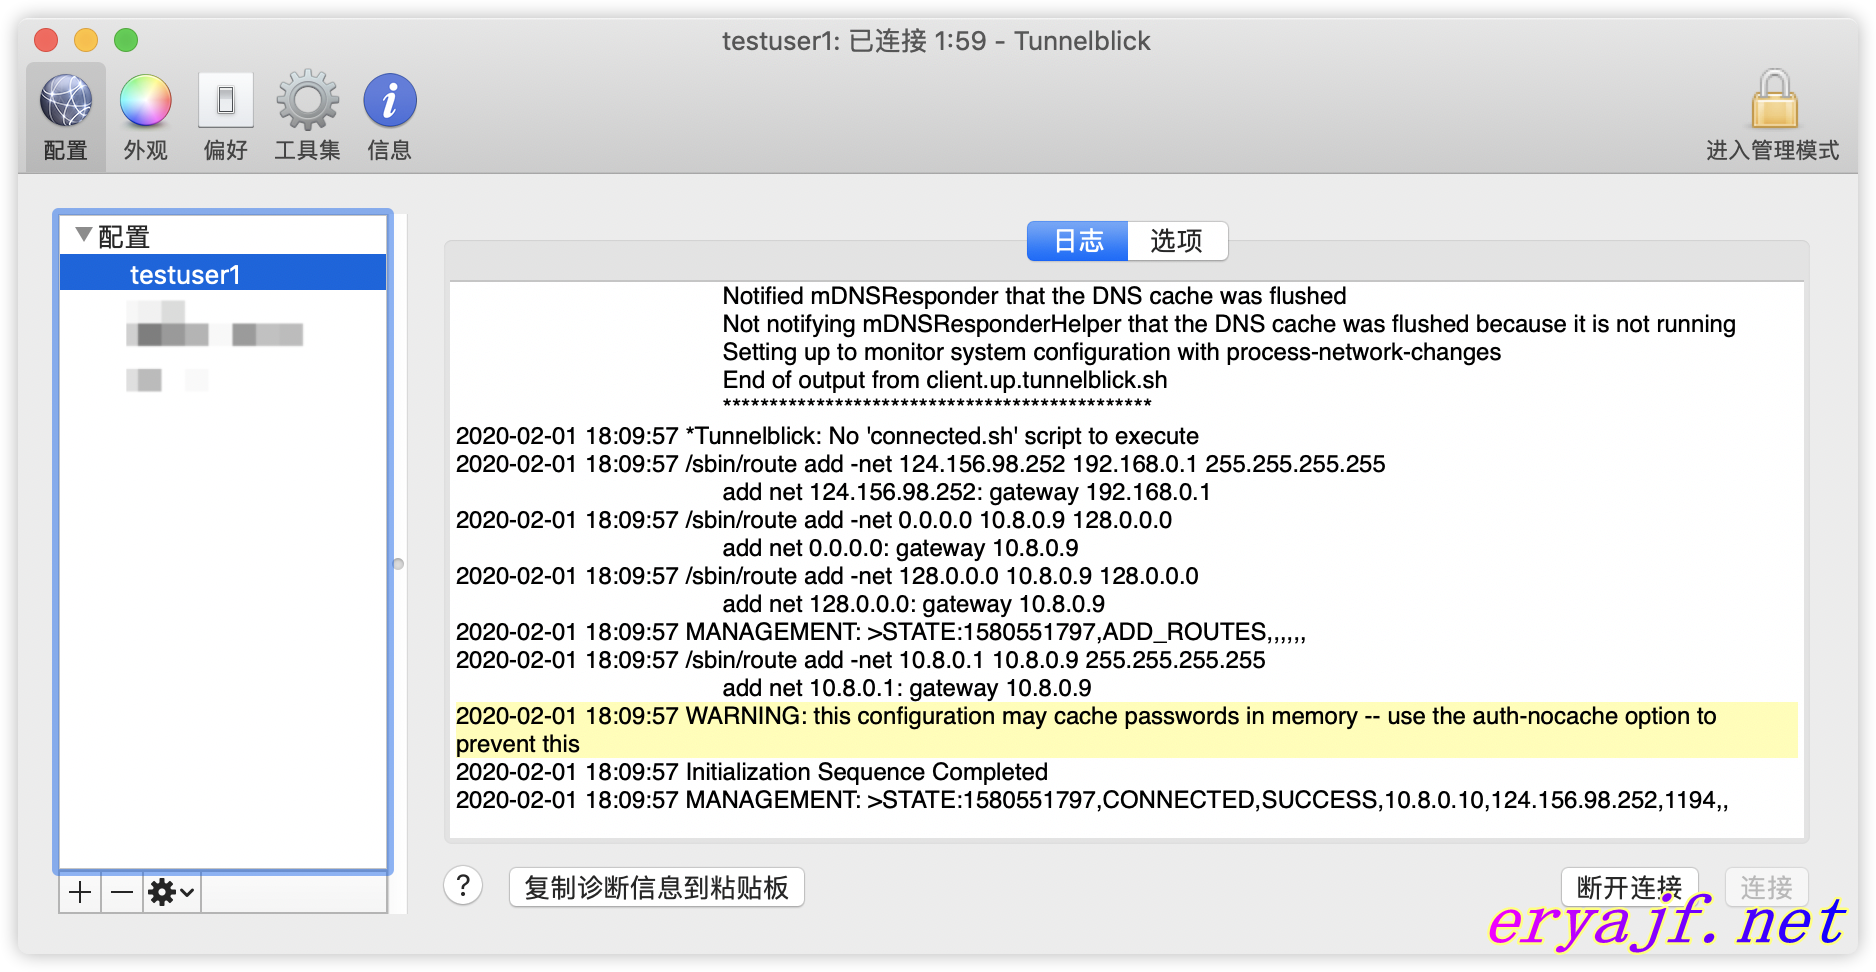 testuser1: 已连接 1:59 - Tunnelblick
配置
外观
偏好
工具集
信息
进入管理模式
配置
testuser1
日志
选项
Notified mDNSResponder that the DNS cache was flushed
Not notifying mDNSResponderHelper that the DNS cache was flushed because it is not running
Setting up to monitor system configuration with process-network-changes
End of output from client.up.tunnelblick.sh
**********************************************
2020-02-01 18:09:57 *Tunnelblick: No 'connected.sh' script to execute
2020-02-01 18:09:57 /sbin/route add -net 124.156.98.252 192.168.0.1 255.255.255.255
add net 124.156.98.252: gateway 192.168.0.1
2020-02-01 18:09:57 /sbin/route add -net 0.0.0.0 10.8.0.9 128.0.0.0
add net 0.0.0.0: gateway 10.8.0.9
2020-02-01 18:09:57 /sbin/route add -net 128.0.0.0 10.8.0.9 128.0.0.0
add net 128.0.0.0: gateway 10.8.0.9
2020-02-01 18:09:57 MANAGEMENT: >STATE:1580551797,ADD_ROUTES,,,,,,
2020-02-01 18:09:57 /sbin/route add -net 10.8.0.1 10.8.0.9 255.255.255.255
add net 10.8.0.1: gateway 10.8.0.9
2020-02-01 18:09:57 WARNING: this configuration may cache passwords in memory -- use the auth-nocache option to
prevent this
2020-02-01 18:09:57 Initialization Sequence Completed
2020-02-01 18:09:57 MANAGEMENT: >STATE:1580551797,CONNECTED,SUCCESS,10.8.0.10,124.156.98.252,1194,,
?
复制诊断信息到粘贴板
断开连接
连接
eryajf.net